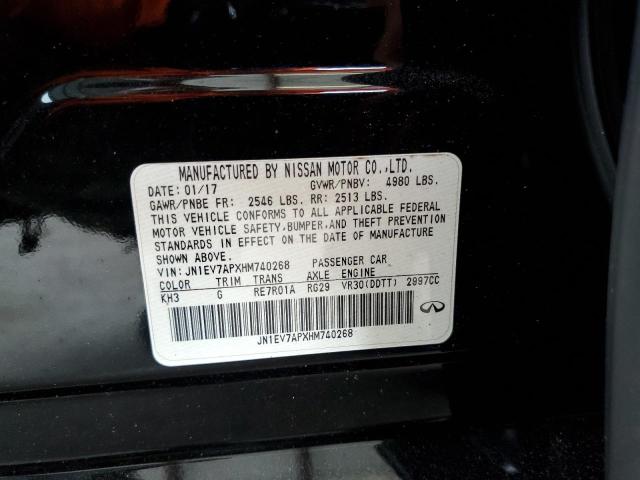 MANUFACTURED BY NISSAN MOTOR CO.,LTD.
DATE: 01/17 GVWR/PNBV: 4980 LBS.
GAWR/PNBE FR: 2546 LBS. RR: 2513 LBS.
THIS VEHICLE CONFORMS TO ALL APPLICABLE FEDERAL
MOTOR VEHICLE SAFETY,BUMPER,AND THEFT PREVENTION
STANDARDS IN EFFECT ON THE DATE OF MANUFACTURE
SHOWN ABOVE.
VIN: JN1EV7APXHM740268 PASSENGER CAR
COLOR TRIM TRANS AXLE ENGINE
KH3 G RE7R01A RG29 VR30(DDTT) 2997CC
JN1EV7APXHM740268